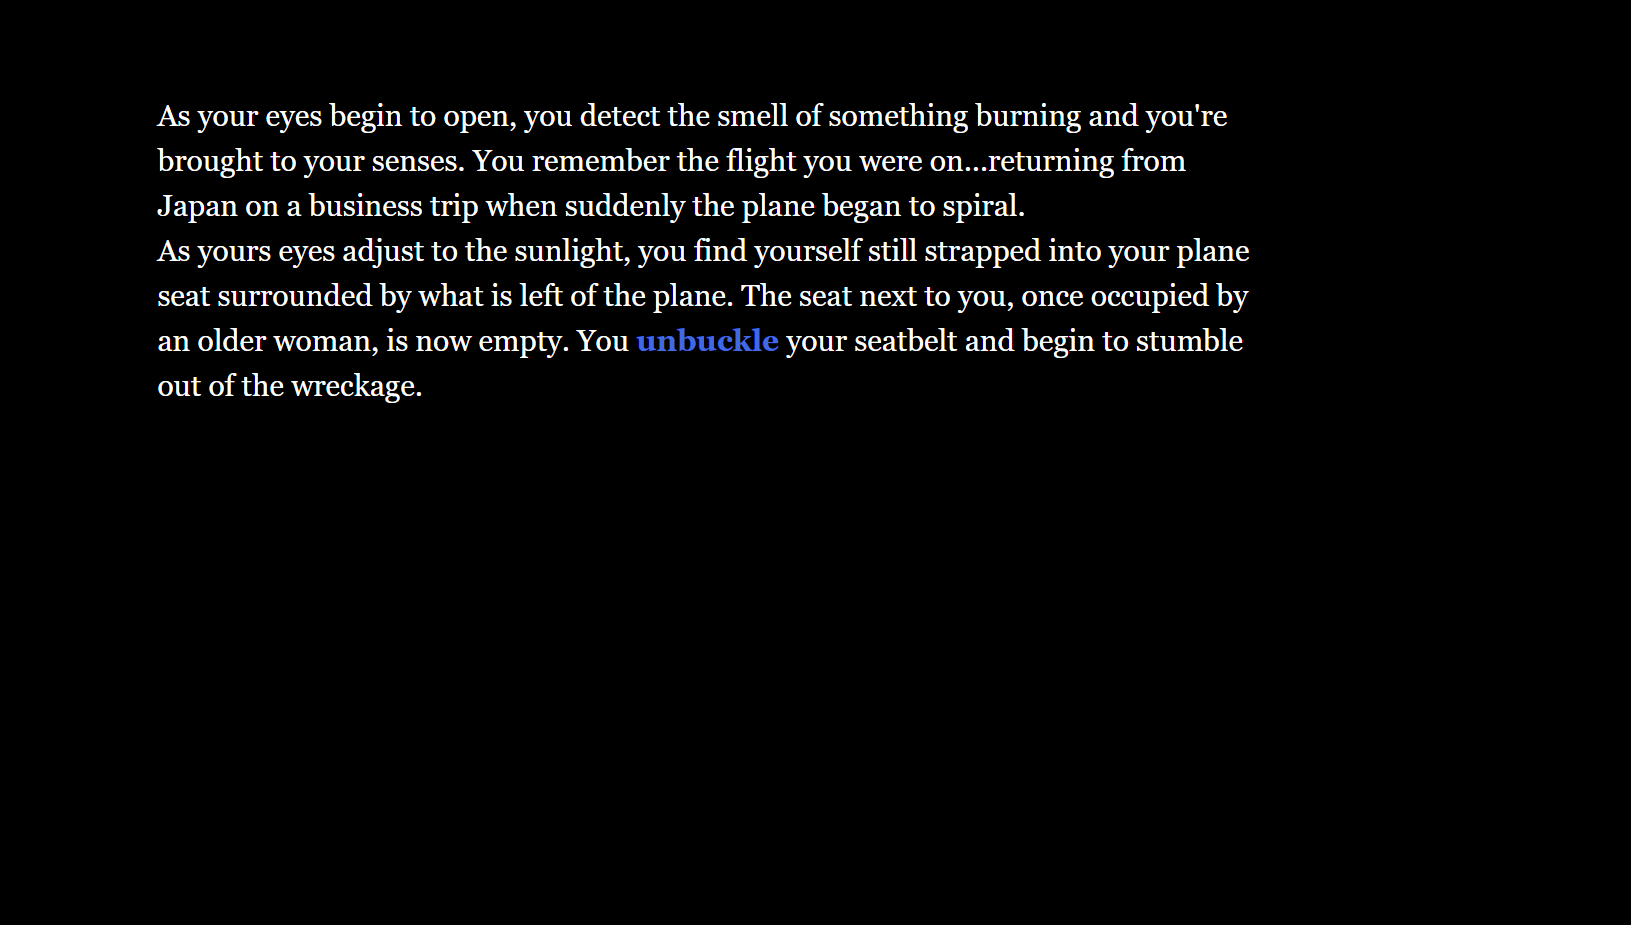 As your eyes begin to open, you detect the smell of something burning and you're
brought to your senses. You remember the flight you were on...returning from
Japan on a business trip when suddenly the plane began to spiral.
As yours eyes adjust to the sunlight, you find yourself still strapped into your plane
seat surrounded by what is left of the plane. The seat next to you, once occupied by
an older woman, is now empty. You unbuckle your seatbelt and begin to stumble
out of the wreckage.